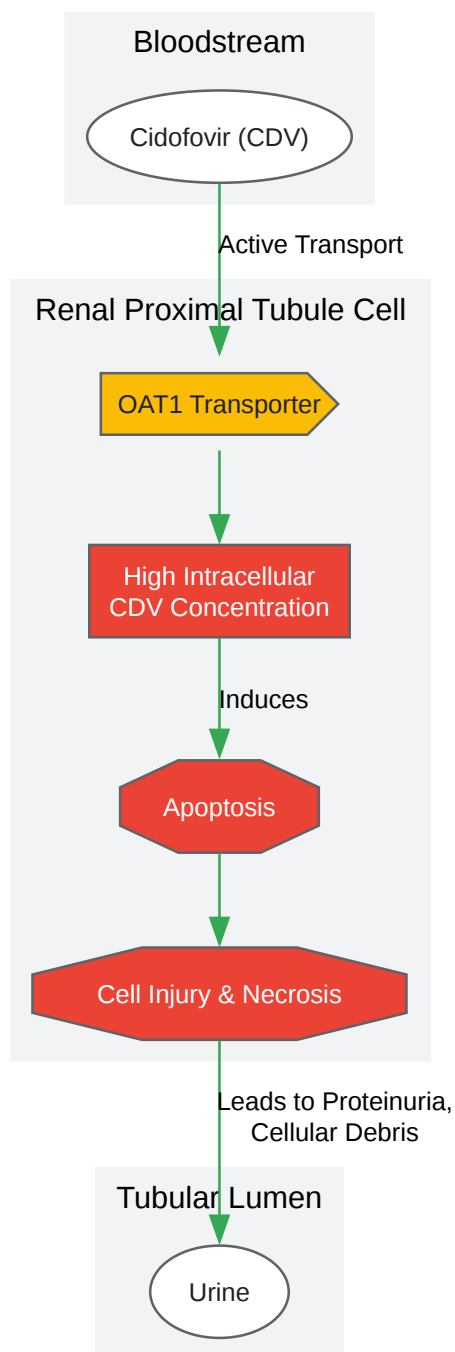 Bloodstream
Cidofovir (CDV)
Active Transport
Renal Proximal Tubule Cell
OAT1 Transporter
High Intracellular
CDV Concentration
Induces
Apoptosis
Cell Injury & Necrosis
Leads to Proteinuria,
Cellular Debris
Tubular Lumen
Urine